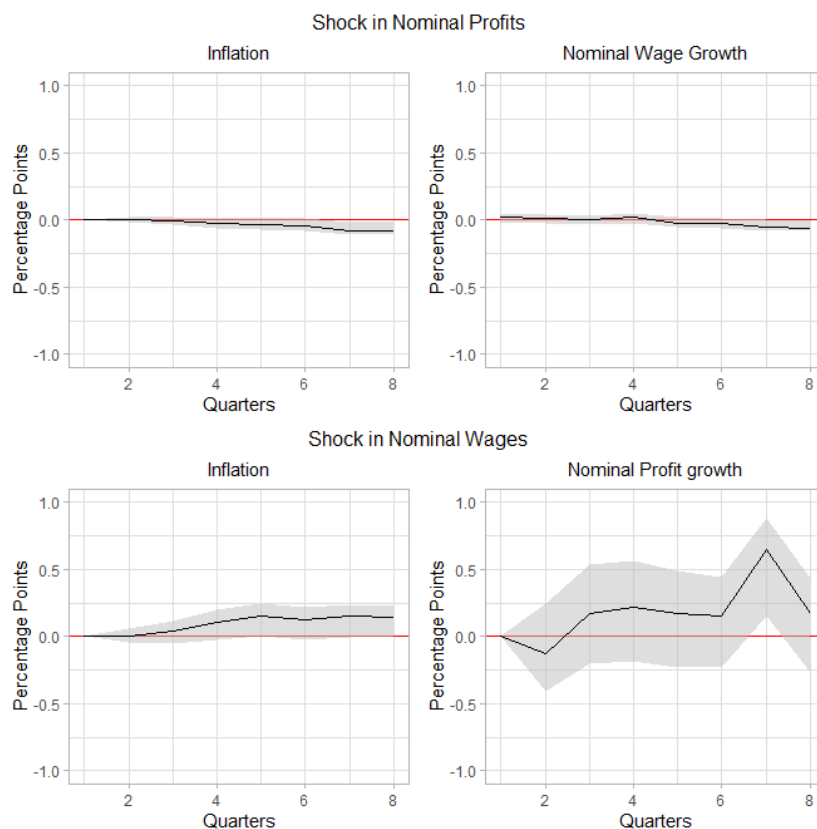 Shock in Nominal Profits
Inflation
Nominal Wage Growth
Percentage Points
1.0
0.5
0.0
-0.5
-1.0
2 4 6 8
Quarters
Percentage Points
1.0
0.5
0.0
-0.5
-1.0
2 4 6 8
Quarters
Shock in Nominal Wages
Inflation
Nominal Profit growth
Percentage Points
1.0
0.5
0.0
-0.5
-1.0
2 4 6 8
Quarters
Percentage Points
1.0
0.5
0.0
-0.5
-1.0
2 4 6 8
Quarters